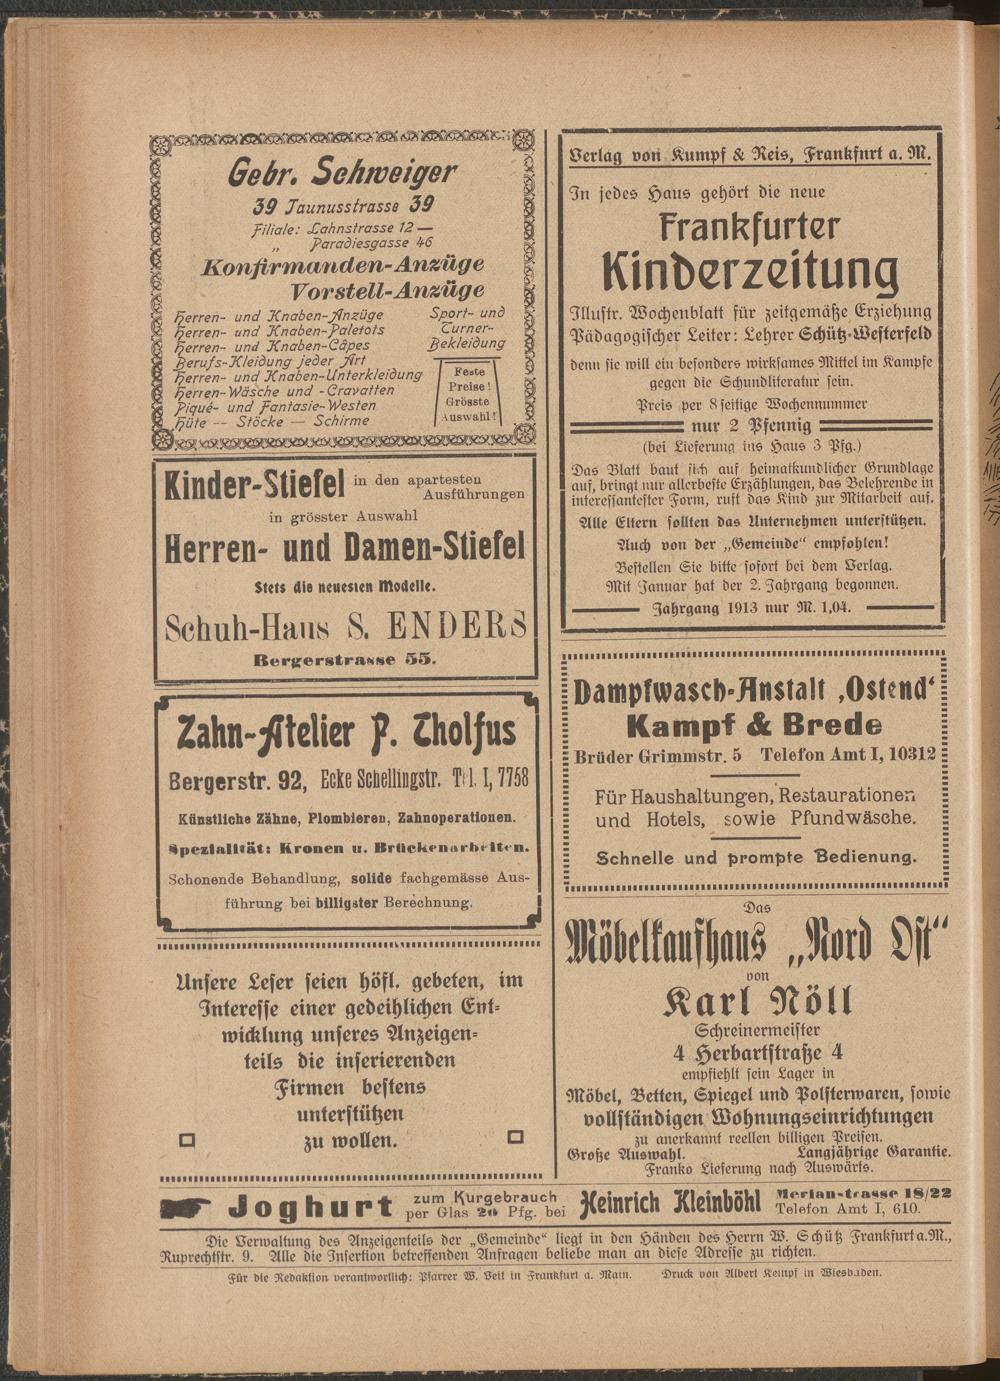 Gebr. Schweiger
39 Taunusstrasse 39
Filiale: Lahnstrasse 12 —
„ Paradiesgasse 46
Konfirmanden-Anzüge
Vorstell-Anzüge
Herren- und Knaben-Anzüge
Herren- und Knaben-Paletots
Herren- und Knaben-Câpes
Berufs-Kleidung jeder Art
Herren- und Knaben-Unterkleidung
Herren-Wäsche und -Cravatten
Piqué- und Fantasie-Westen
Hüte -- Stöcke — Schirme
Sport- und
Turner-
Bekleidung
Feste
Preise!
Grösste
Auswahl!
Kinder-Stiefel in den apartesten
Ausführungen
in grösster Auswahl
Herren- und Damen-Stiefel
Stets die neuesten Modelle.
Schuh-Haus S. ENDERS
Bergerstrasse 55.
Zahn-Atelier P. Tholfus
Bergerstr. 92, Ecke Schellingstr. Tel. I, 7758
Künstliche Zähne, Plombieren, Zahnoperationen.
Spezialität: Kronen u. Brückenarbeiten.
Schonende Behandlung, solide fachgemässe Aus-
führung bei billigster Berechnung.
Unsere Leser seien höfl. gebeten, im
Interesse einer gedeihlichen Ent-
wicklung unseres Anzeigen-
teils die inserierenden
Firmen bestens
unterstützen
zu wollen.
Verlag von Kumpf & Reis, Frankfurt a. M.
In jedes Haus gehört die neue
Frankfurter
Kinderzeitung
Illustr. Wochenblatt für zeitgemäße Erziehung
Pädagogischer Leiter: Lehrer Schütz-Westerfeld
denn sie will ein besonders wirksames Mittel im Kampfe
gegen die Schundliteratur sein.
Preis per 8 seitige Wochennummer
nur 2 Pfennig
(bei Lieferung ins Haus 3 Pfg.)
Das Blatt baut sich auf heimatkundlicher Grundlage
auf, bringt nur allerbeste Erzählungen, das Belehrende in
interessantester Form, ruft das Kind zur Mitarbeit auf.
Alle Eltern sollten das Unternehmen unterstützen.
Auch von der „Gemeinde“ empfohlen!
Bestellen Sie bitte sofort bei dem Verlag.
Mit Januar hat der 2. Jahrgang begonnen.
Jahrgang 1913 nur M. 1,04.
Dampfwasch-Anstalt ‚Ostend‘
Kampf & Brede
Brüder Grimmstr. 5 Telefon Amt I, 10312
Für Haushaltungen, Restaurationen
und Hotels, sowie Pfundwäsche.
Schnelle und prompte Bedienung.
Das
Möbelkaufhaus „Nord Ost“
von
Karl Nöll
Schreinermeister
4 Herbartstraße 4
empfiehlt sein Lager in
Möbel, Betten, Spiegel und Polsterwaren, sowie
vollständigen Wohnungseinrichtungen
zu anerkannt reellen billigen Preisen.
Große Auswahl. Langjährige Garantie.
Franko Lieferung nach Auswärts.
Joghurt zum Kurgebrauch
per Glas 20 Pfg. bei Heinrich Kleinböhl Merianstrasse 18/22
Telefon Amt I, 610.
Die Verwaltung des Anzeigenteils der „Gemeinde“ liegt in den Händen des Herrn W. Schütz Frankfurt a. M.,
Ruprechtstr. 9. Alle die Insertion betreffenden Anfragen beliebe man an diese Adresse zu richten.
Für die Redaktion verantwortlich: Pfarrer W. Veit in Frankfurt a. Main. Druck von Albert Kempf in Wiesbaden.